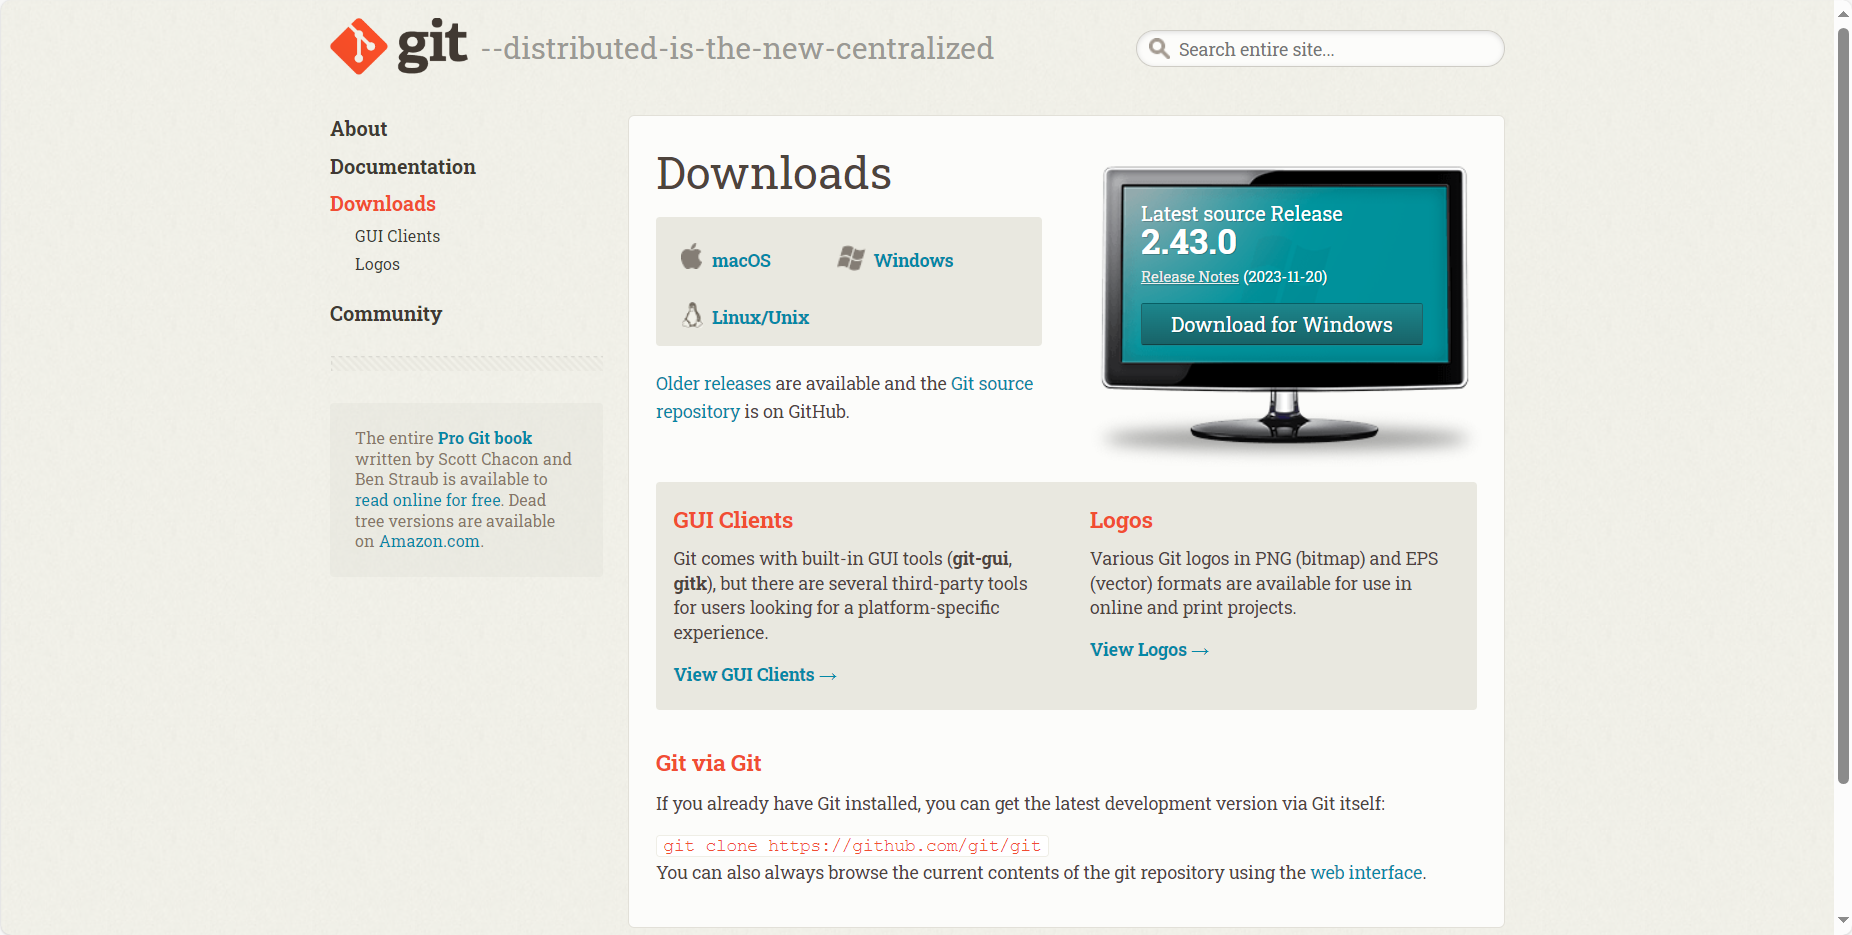 git --distributed-is-the-new-centralized
Search entire site...
About
Documentation
Downloads
GUI Clients
Logos
Community
The entire Pro Git book
written by Scott Chacon and
Ben Straub is available to
read online for free. Dead
tree versions are available
on Amazon.com.
Downloads
macOS
Windows
Linux/Unix
Older releases are available and the Git source
repository is on GitHub.
Latest source Release
2.43.0
Release Notes (2023-11-20)
Download for Windows
GUI Clients
Git comes with built-in GUI tools (git-gui,
gitk), but there are several third-party tools
for users looking for a platform-specific
experience.
View GUI Clients →
Logos
Various Git logos in PNG (bitmap) and EPS
(vector) formats are available for use in
online and print projects.
View Logos →
Git via Git
If you already have Git installed, you can get the latest development version via Git itself:
git clone https://github.com/git/git
You can also always browse the current contents of the git repository using the web interface.